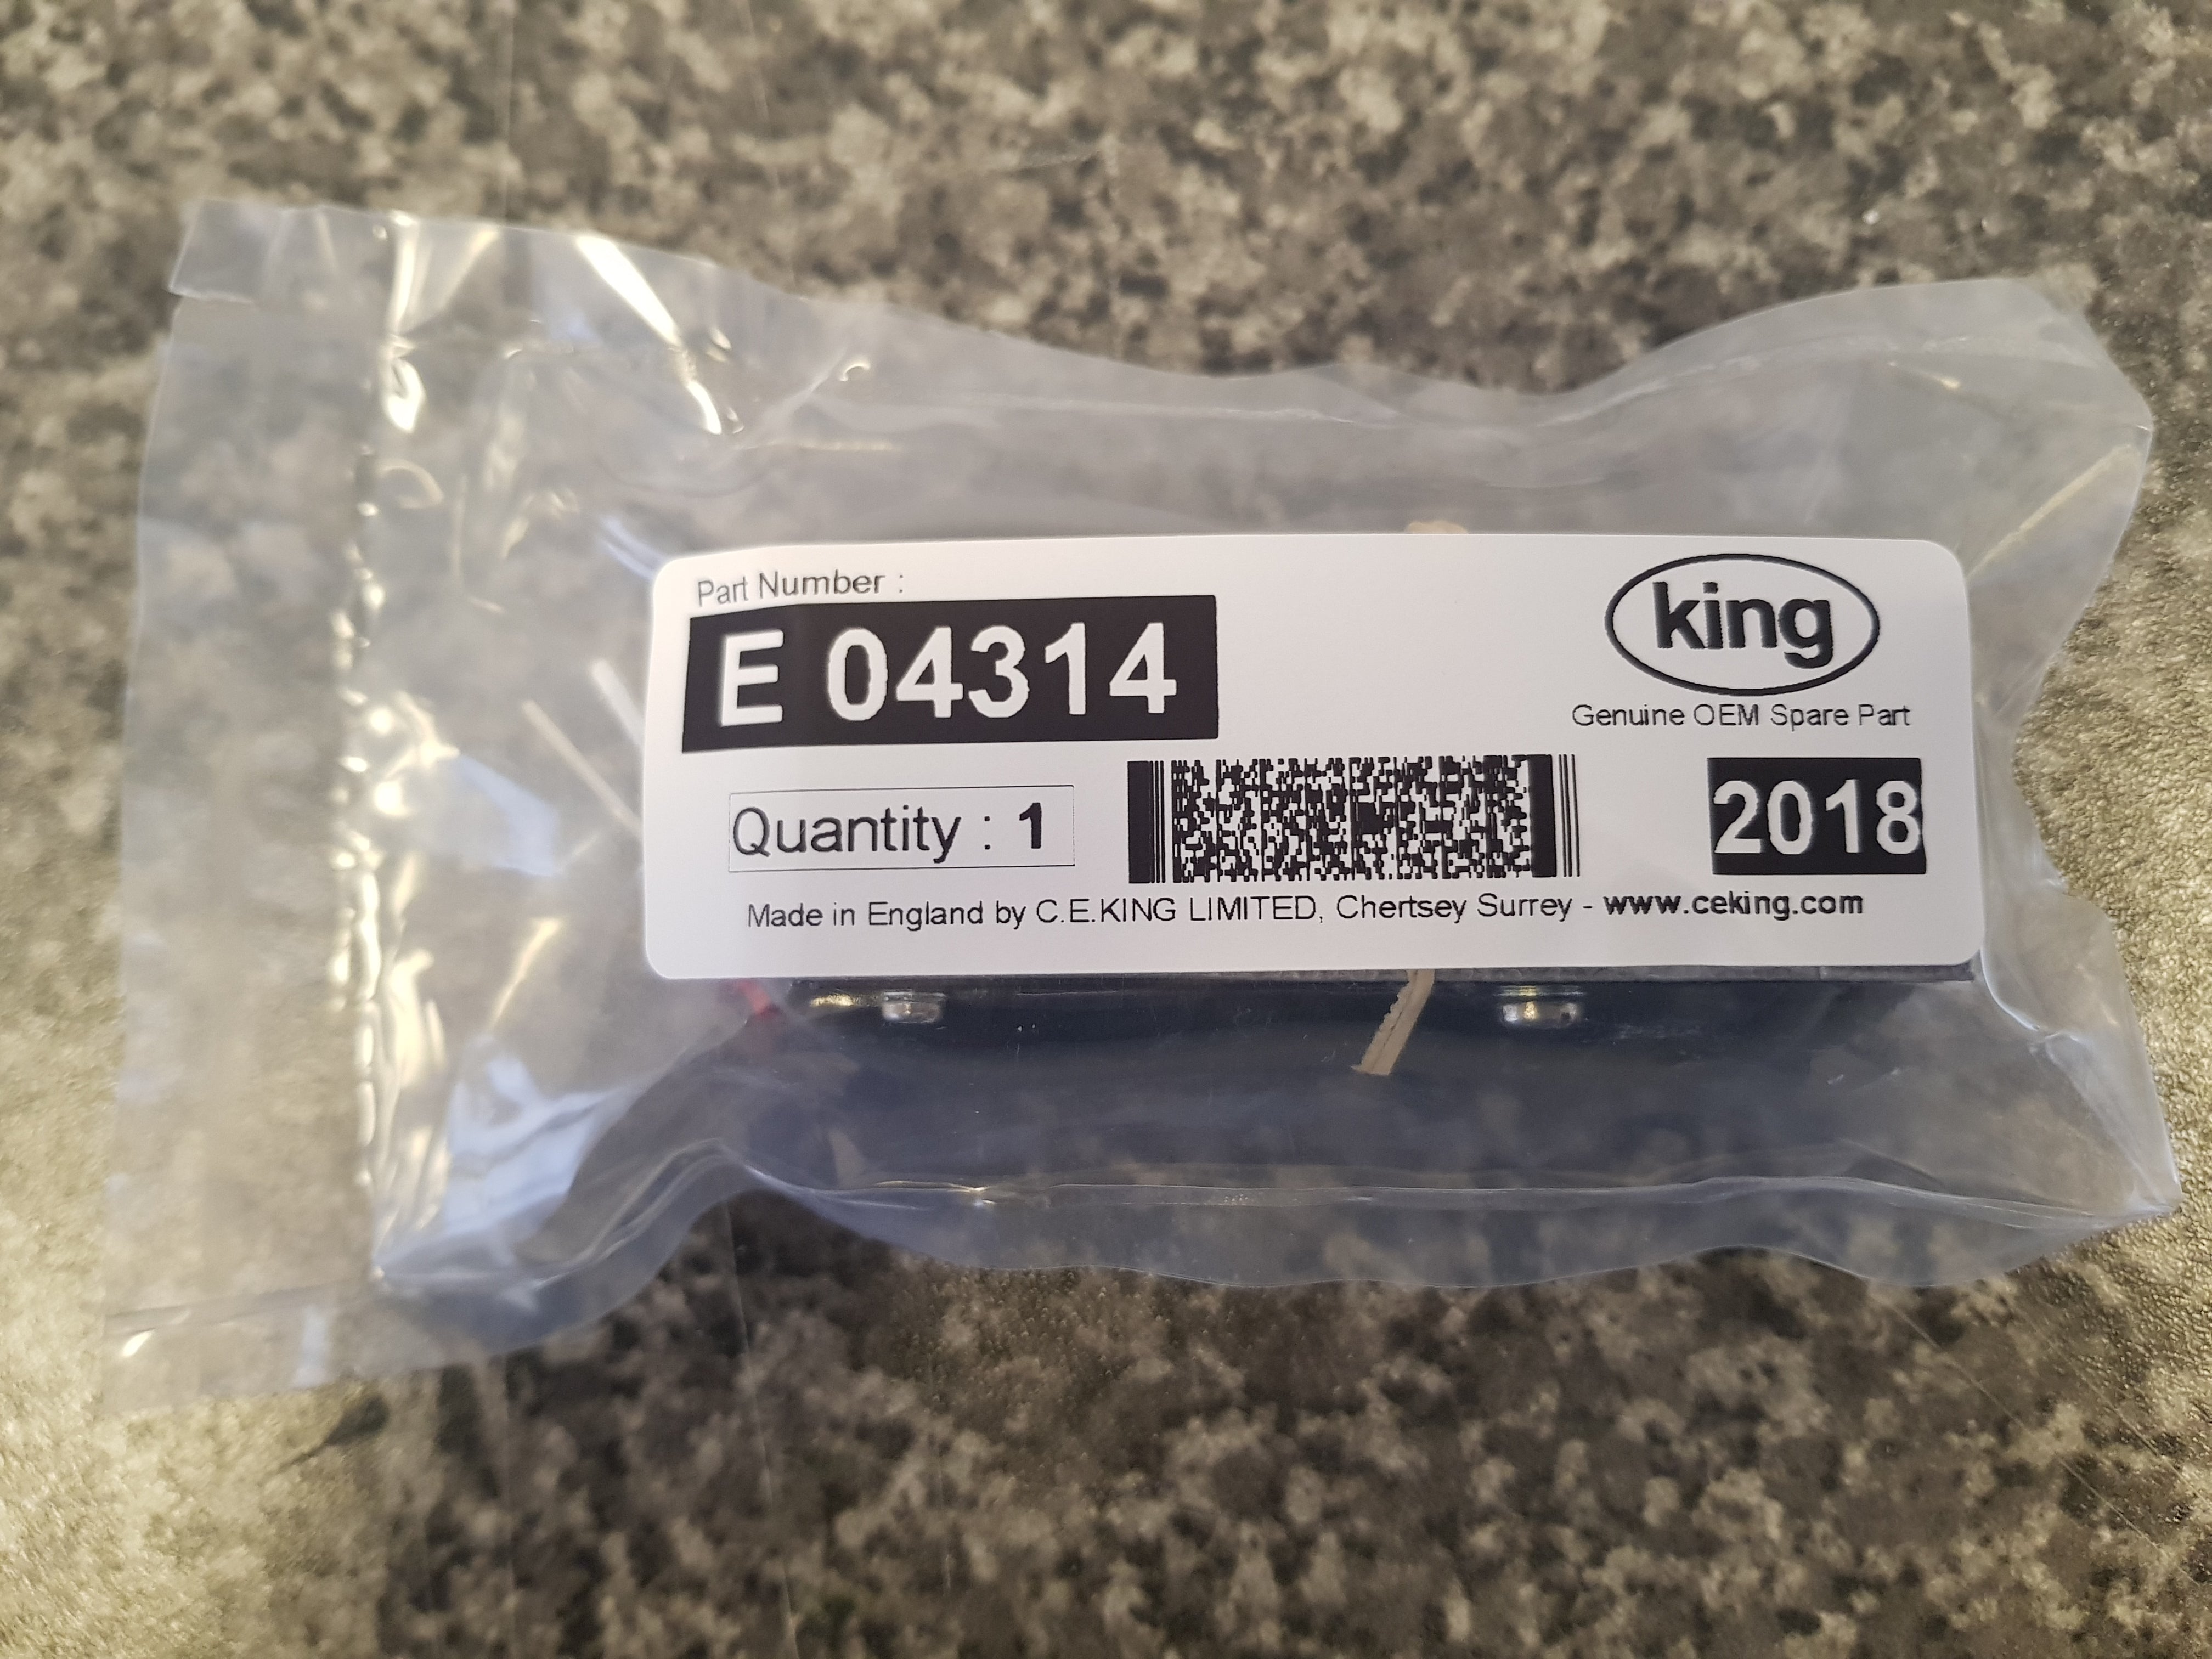 Part Number :
E 04314
king
Genuine OEM Spare Part
Quantity : 1
2018
Made in England by C.E.KING LIMITED, Chertsey Surrey - www.ceking.com